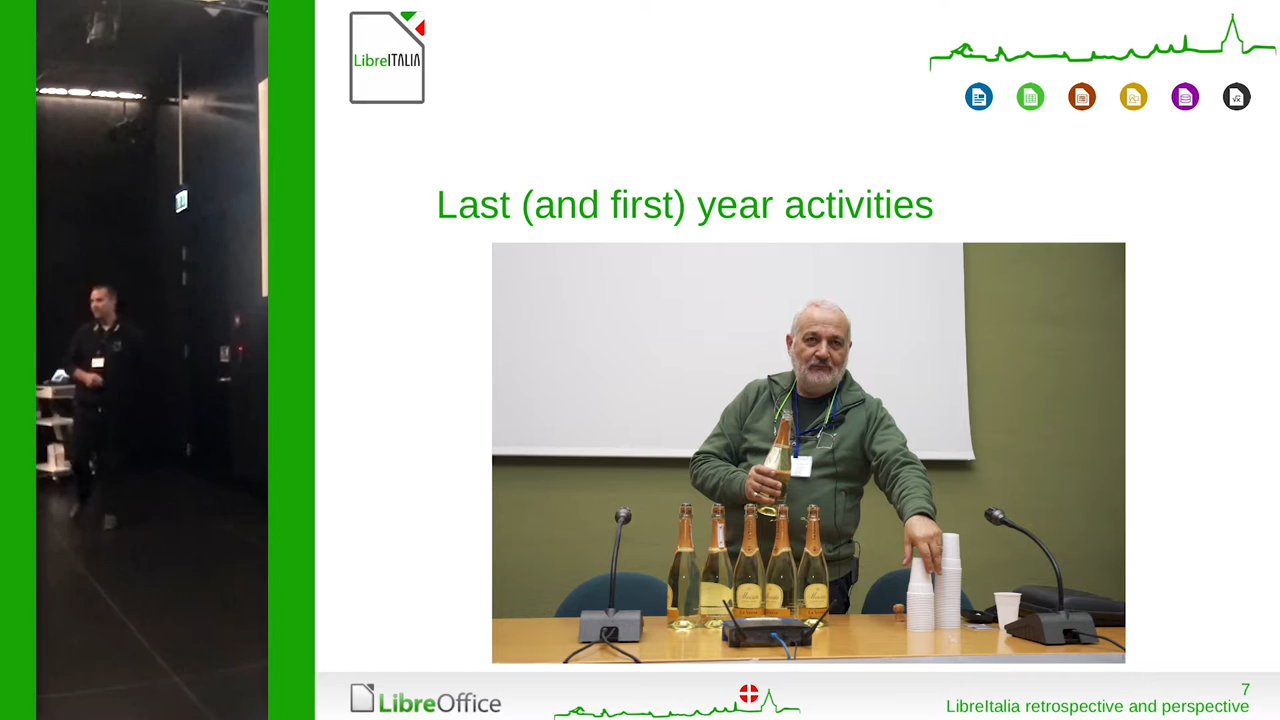 LibreITALIA
Last (and first) year activities
LibreOffice
7
LibreItalia retrospective and perspective